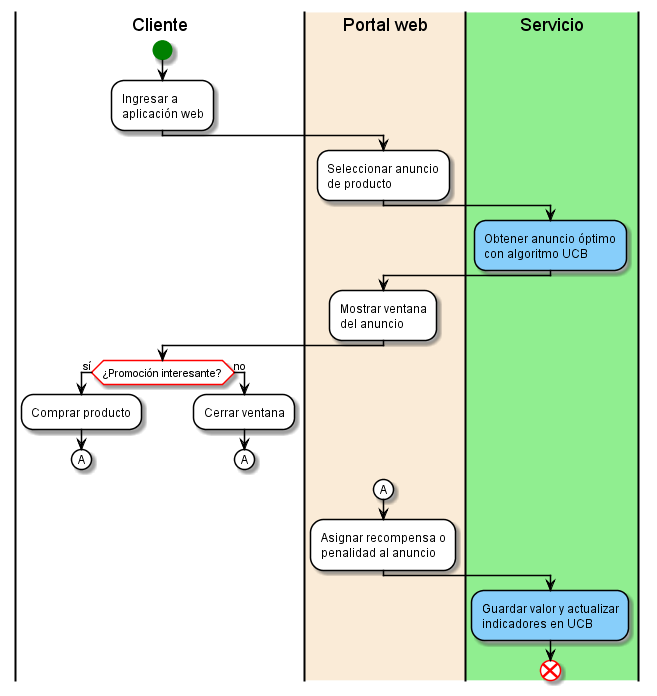 Cliente
Portal web
Servicio
Ingresar a
aplicación web
Seleccionar anuncio
de producto
Obtener anuncio óptimo
con algoritmo UCB
Mostrar ventana
del anuncio
sí
¿Promoción interesante?
no
Comprar producto
Cerrar ventana
A
A
A
Asignar recompensa o
penalidad al anuncio
Guardar valor y actualizar
indicadores en UCB